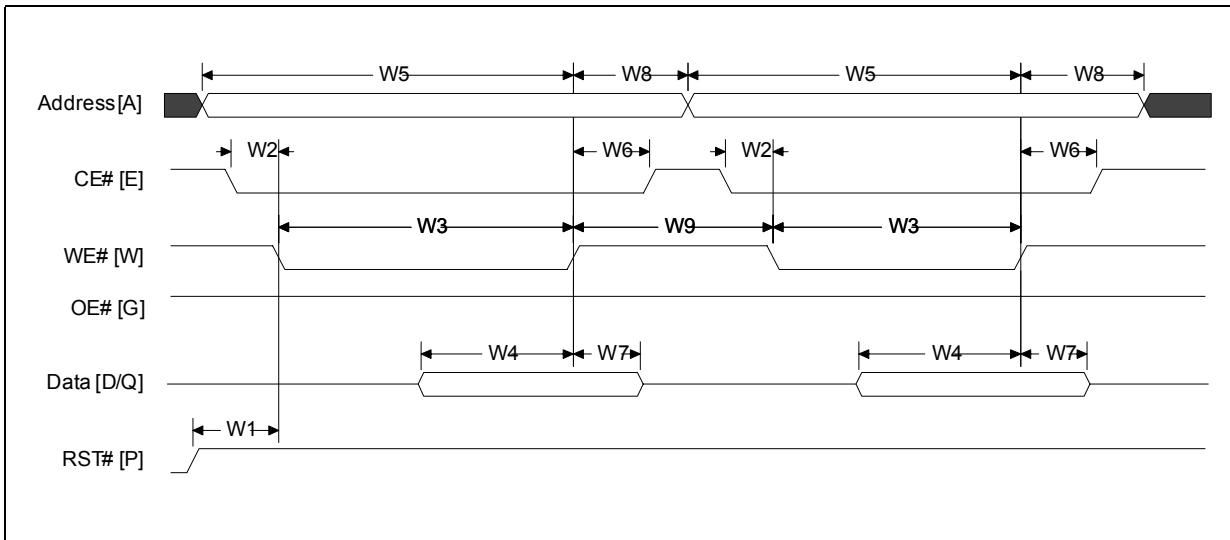 W5 W8 W5 W8
Address [A]
W2 W6 W2 W6
CE# [E]
W3 W9 W3
WE# [W]
OE# [G]
W4 W7 W4 W7
Data [D/Q]
W1
RST# [P]